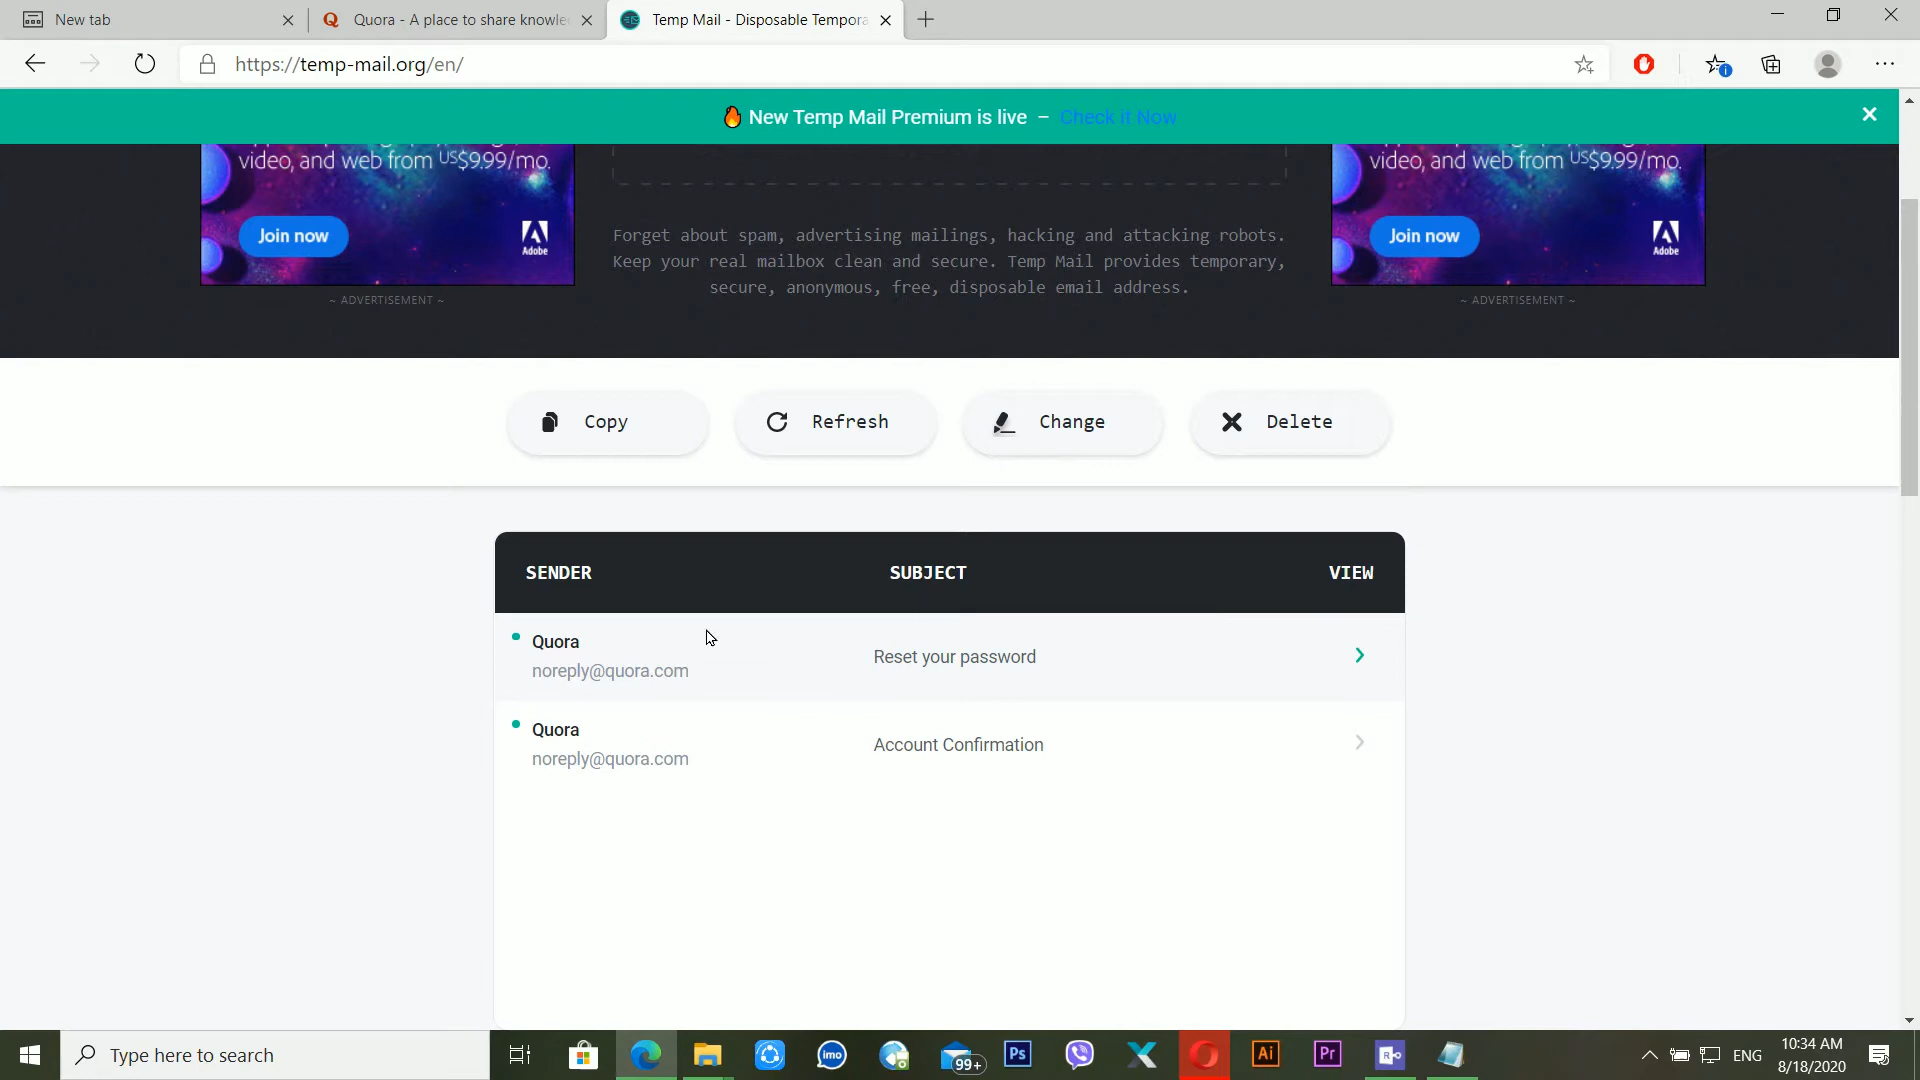 New tab
Quora - A place to share knowle
Temp Mail - Disposable Tempora
https://temp-mail.org/en/
New Temp Mail Premium is live – Check it Now
video, and web from US$9.99/mo.
Join now
Adobe
~ ADVERTISEMENT ~
Forget about spam, advertising mailings, hacking and attacking robots.
Keep your real mailbox clean and secure. Temp Mail provides temporary,
secure, anonymous, free, disposable email address.
video, and web from US$9.99/mo.
Join now
Adobe
~ ADVERTISEMENT ~
Copy
Refresh
Change
Delete
SENDER SUBJECT VIEW
Quora
noreply@quora.com
Reset your password
Quora
noreply@quora.com
Account Confirmation
Type here to search
imo
99+
Ps
Ai
Pr
ENG
10:34 AM
8/18/2020